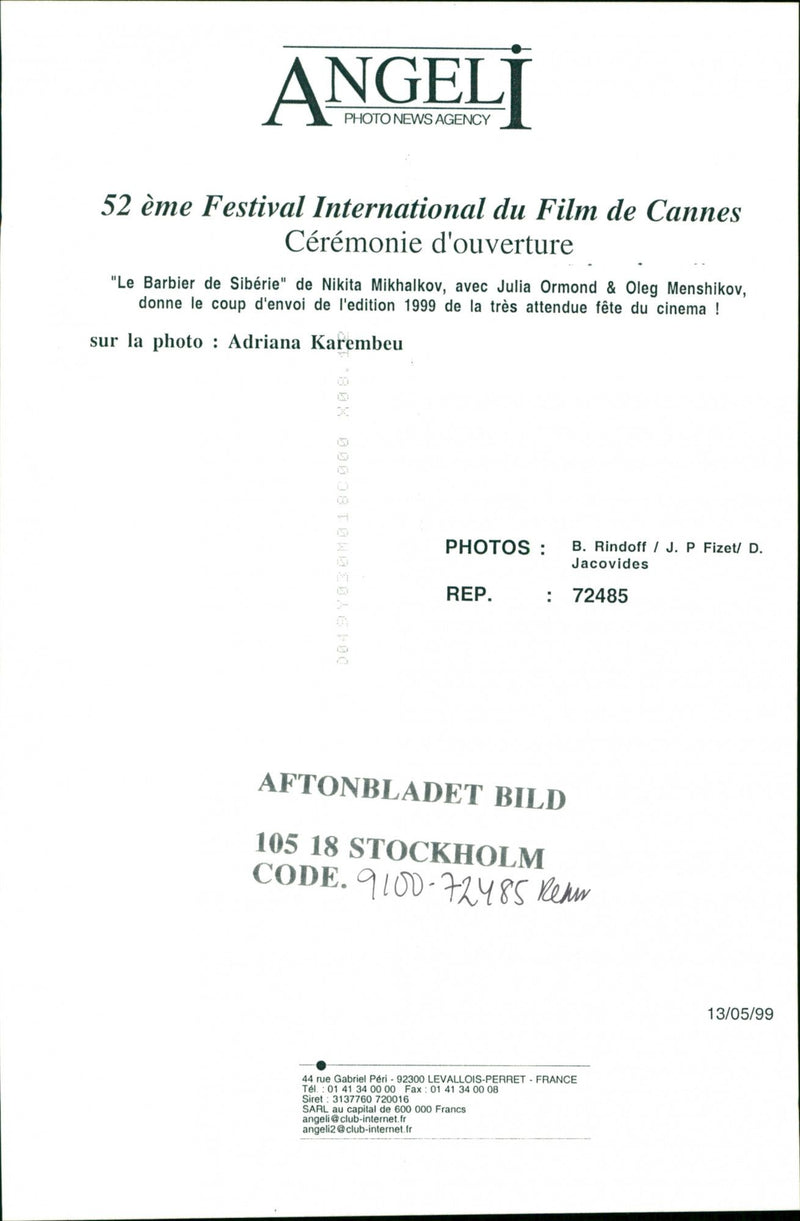 ANGELI
PHOTO NEWS AGENCY
52 ème Festival International du Film de Cannes
Cérémonie d'ouverture
"Le Barbier de Sibérie" de Nikita Mikhalkov, avec Julia Ormond & Oleg Menshikov,
donne le coup d'envoi de l'edition 1999 de la très attendue fête du cinema !
sur la photo : Adriana Karembeu
PHOTOS : B. Rindoff / J. P Fizet/ D.
Jacovides
REP. : 72485
AFTONBLADET BILD
105 18 STOCKHOLM
CODE. 9100-72485
13/05/99
44 rue Gabriel Péri - 92300 LEVALLOIS-PERRET - FRANCE
Tél. : 01 41 34 00 00 Fax : 01 41 34 00 08
Siret : 3137760 720016
SARL au capital de 600 000 Francs
angeli@club-internet.fr
angeli2@club-internet.fr